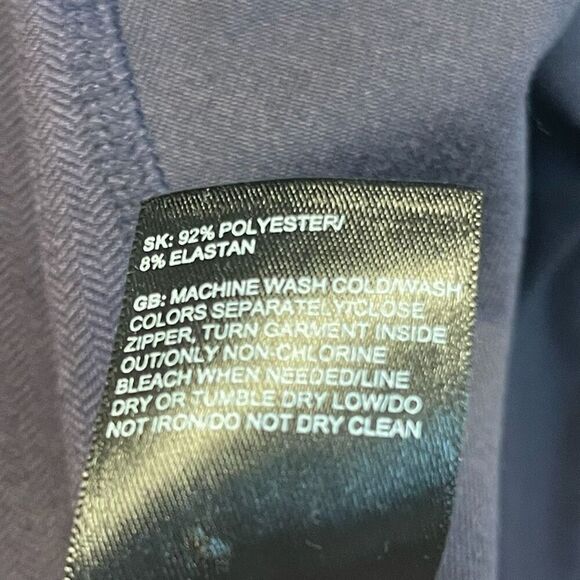 SK: 92% POLYESTER/
8% ELASTAN
GB: MACHINE WASH COLD/WASH
COLORS SEPARATELY/CLOSE
ZIPPER, TURN GARMENT INSIDE
OUT/ONLY NON-CHLORINE
BLEACH WHEN NEEDED/LINE
DRY OR TUMBLE DRY LOW/DO
NOT IRON/DO NOT DRY CLEAN